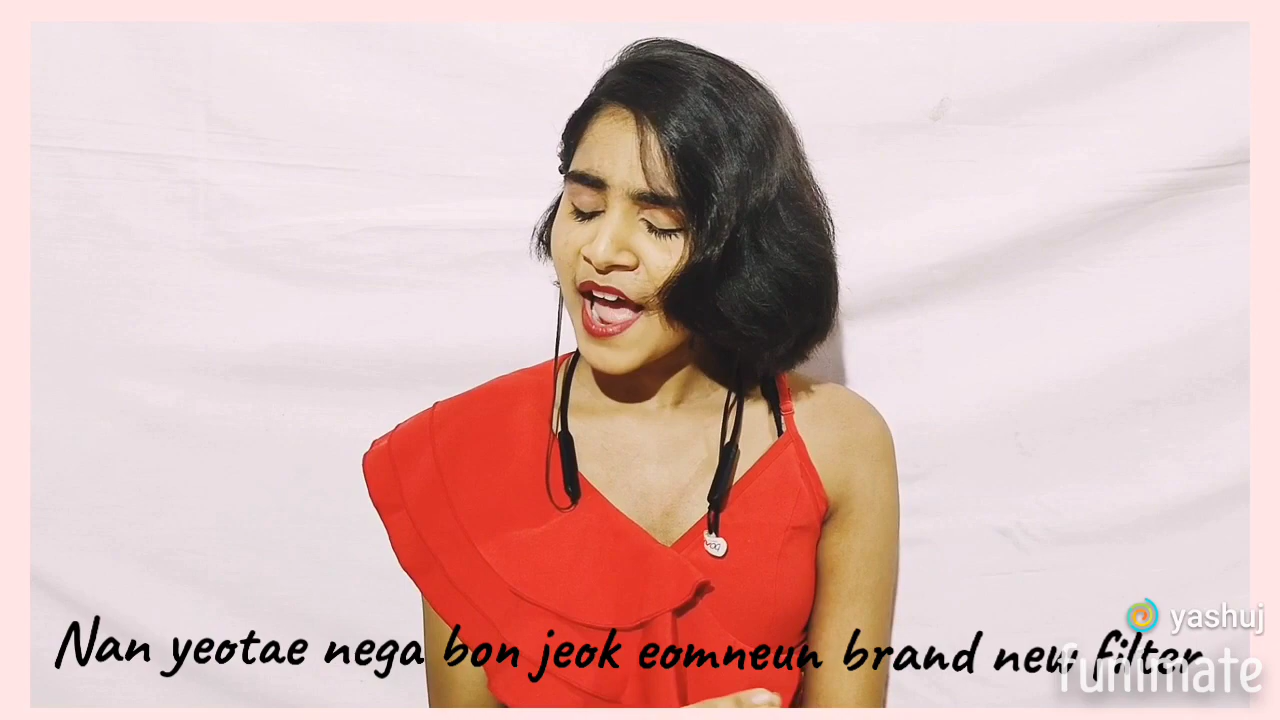 yashuj
Nan yeotae nega bon jeok eomneun brand new filter
funimate